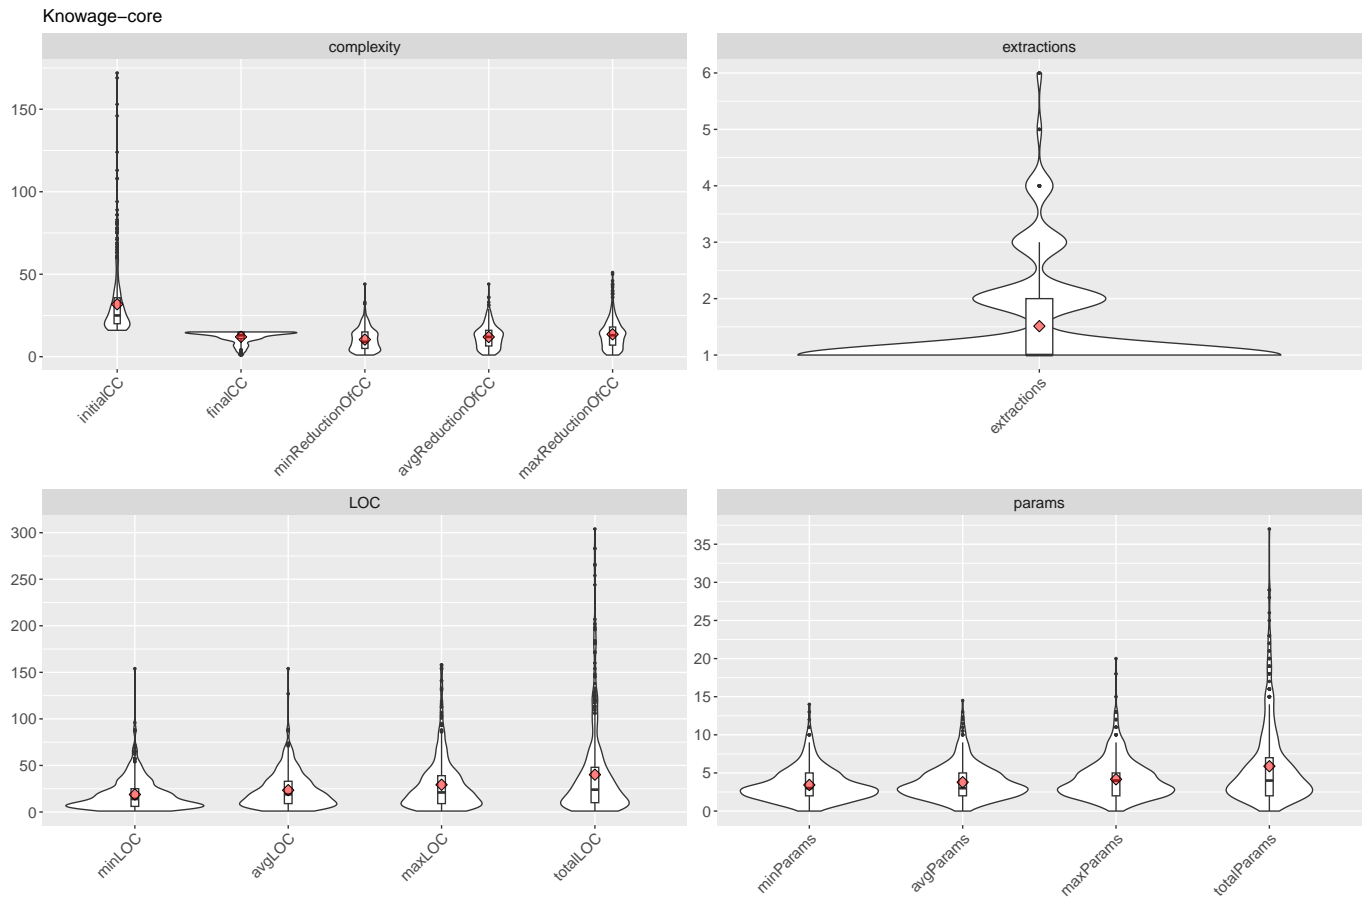 Knowage−core
complexity
150
100
50
0
initialCC
finalCC
minReductionOfCC
avgReductionOfCC
maxReductionOfCC
extractions
6
5
4
3
2
1
extractions
LOC
300
250
200
150
100
50
0
minLOC
avgLOC
maxLOC
totalLOC
params
35
30
25
20
15
10
5
0
minParams
avgParams
maxParams
totalParams